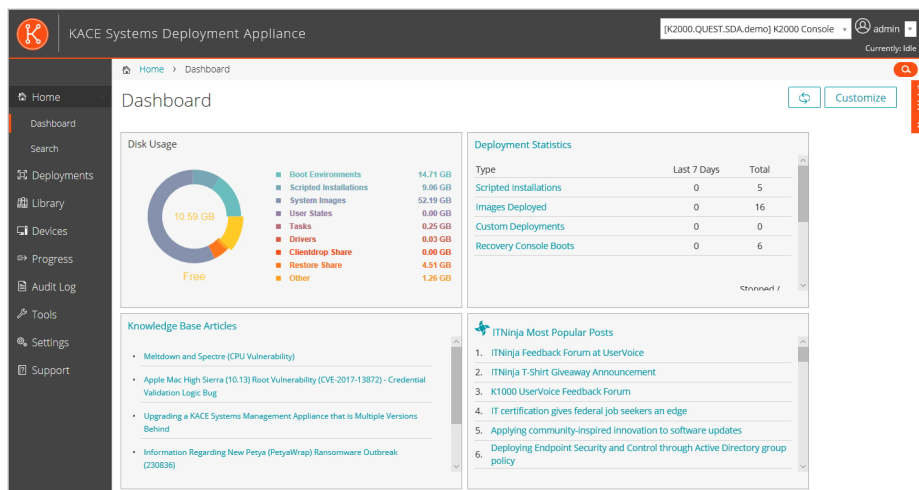 KACE Systems Deployment Appliance
[K2000.QUEST.SDA.demo] K2000 Console
admin
Currently: Idle
Home > Dashboard
Home
Dashboard
Search
Deployments
Library
Devices
Progress
Audit Log
Tools
Settings
Support
Dashboard
Customize
Disk Usage
10.59 GB
Free
Boot Environments 14.71 GB
Scripted Installations 9.06 GB
System Images 52.19 GB
User States 0.00 GB
Tasks 0.25 GB
Drivers 0.03 GB
Clientdrop Share 0.00 GB
Restore Share 4.51 GB
Other 1.26 GB
Deployment Statistics
Type Last 7 Days Total
Scripted Installations 0 5
Images Deployed 0 16
Custom Deployments 0 0
Recovery Console Boots 0 6
Stopped /
Knowledge Base Articles
• Meltdown and Spectre (CPU Vulnerability)
• Apple Mac High Sierra (10.13) Root Vulnerability (CVE-2017-13872) - Credential
Validation Logic Bug
• Upgrading a KACE Systems Management Appliance that is Multiple Versions
Behind
• Information Regarding New Petya (PetyaWrap) Ransomware Outbreak
(230836)
ITNinja Most Popular Posts
1. ITNinja Feedback Forum at UserVoice
2. ITNinja T-Shirt Giveaway Announcement
3. K1000 UserVoice Feedback Forum
4. IT certification gives federal job seekers an edge
5. Applying community-inspired innovation to software updates
6. Deploying Endpoint Security and Control through Active Directory group
policy